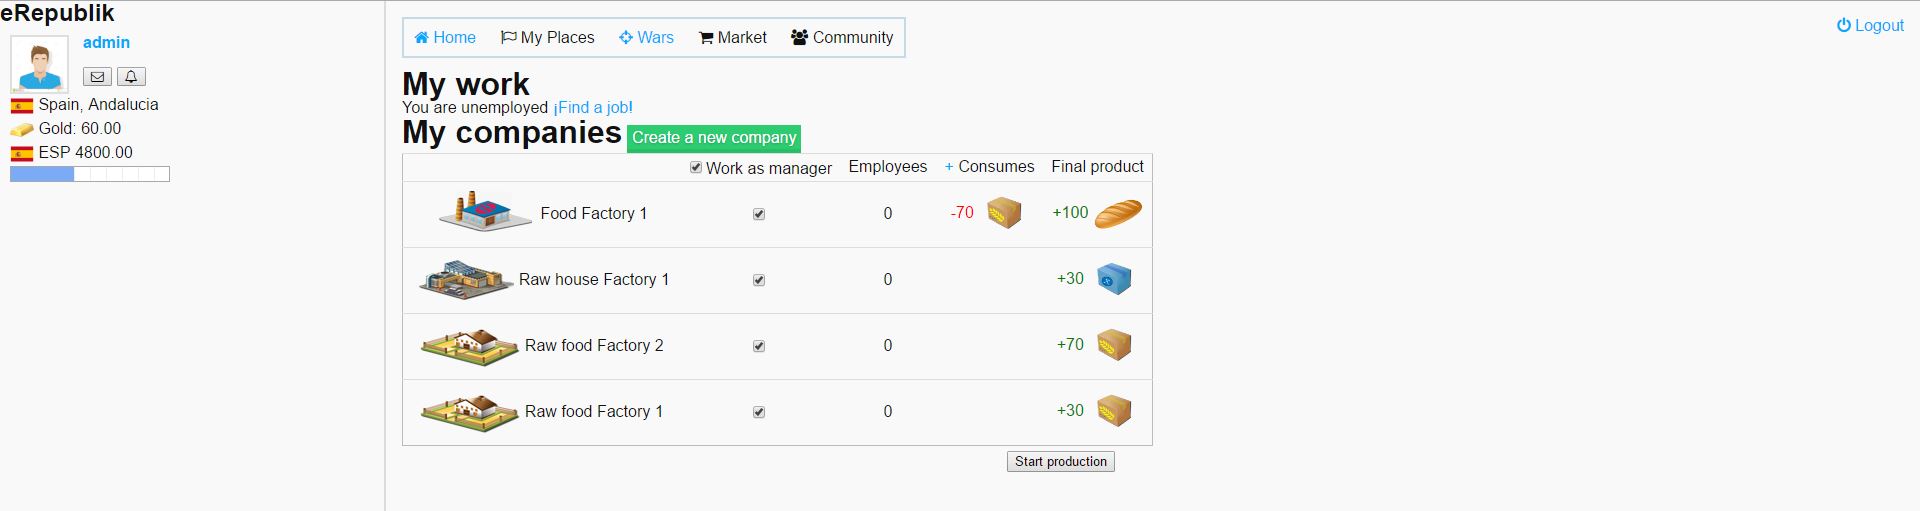 eRepublik
admin
Spain, Andalucia
Gold: 60.00
ESP 4800.00
Home My Places Wars Market Community
Logout
My work
You are unemployed ¡Find a job!
My companies Create a new company
Work as manager Employees + Consumes Final product
Food Factory 1 0 -70 +100
Raw house Factory 1 0 +30
Raw food Factory 2 0 +70
Raw food Factory 1 0 +30
Start production